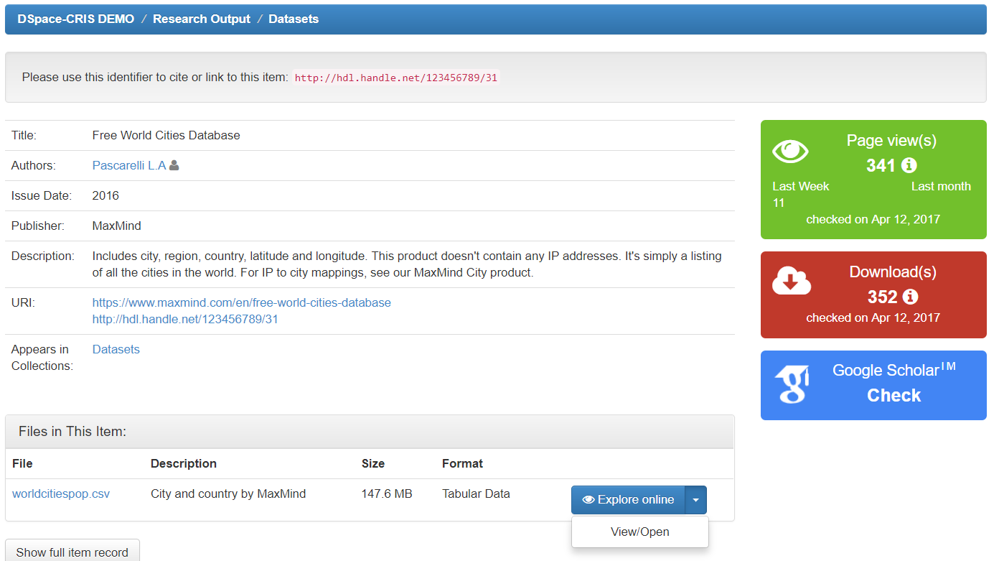 DSpace-CRIS DEMO / Research Output / Datasets
Please use this identifier to cite or link to this item: http://hdl.handle.net/123456789/31
Title: Free World Cities Database
Authors: Pascarelli L.A
Issue Date: 2016
Publisher: MaxMind
Description: Includes city, region, country, latitude and longitude. This product doesn't contain any IP addresses. It's simply a listing
of all the cities in the world. For IP to city mappings, see our MaxMind City product.
URI: https://www.maxmind.com/en/free-world-cities-database
http://hdl.handle.net/123456789/31
Appears in Datasets
Collections:
Page view(s)
341
Last Week Last month
11
checked on Apr 12, 2017
Download(s)
352
checked on Apr 12, 2017
Google Scholar™
Check
Files in This Item:
File Description Size Format
worldcitiespop.csv City and country by MaxMind 147.6 MB Tabular Data Explore online
View/Open
Show full item record